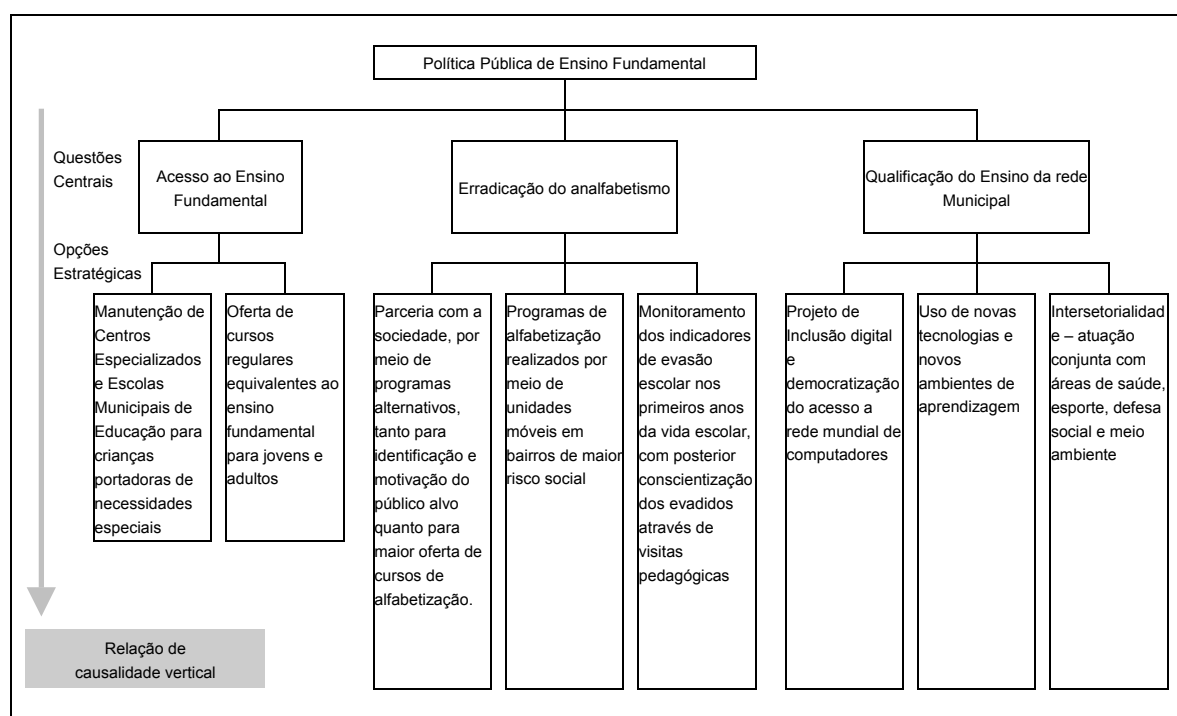 Política Pública de Ensino Fundamental
Questões
Centrais
Acesso ao Ensino
Fundamental
Erradicação do analfabetismo
Qualificação do Ensino da rede
Municipal
Opções
Estratégicas
Manutenção de
Centros
Especializados
e Escolas
Municipais de
Educação para
crianças
portadoras de
necessidades
especiais
Oferta de
cursos
regulares
equivalentes ao
ensino
fundamental
para jovens e
adultos
Parceria com a
sociedade, por
meio de
programas
alternativos,
tanto para
identificação e
motivação do
público alvo
quanto para
maior oferta de
cursos de
alfabetização.
Programas de
alfabetização
realizados por
meio de
unidades
móveis em
bairros de maior
risco social
Monitoramento
dos indicadores
de evasão
escolar nos
primeiros anos
da vida escolar,
com posterior
conscientização
dos evadidos
através de
visitas
pedagógicas
Projeto de
Inclusão digital
e
democratização
do acesso a
rede mundial de
computadores
Uso de novas
tecnologias e
novos
ambientes de
aprendizagem
Intersetorialidad
e – atuação
conjunta com
áreas de saúde,
esporte, defesa
social e meio
ambiente
Relação de
causalidade vertical